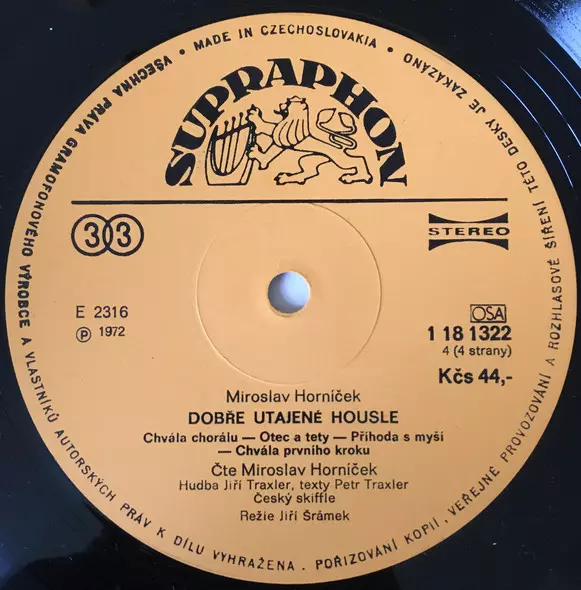 VŠECHNA PRÁVA GRAMOFONOVÉHO VÝROBCE A VLASTNÍKŮ AUTORSKÝCH PRÁV K DÍLU VYHRAŽENA. POŘIZOVÁNÍ KOPIÍ, VEŘEJNÉ PROVOZOVÁNÍ A ROZHLASOVÉ ŠÍŘENÍ TÉTO DESKY JE ZAKÁZÁNO • MADE IN CZECHOSLOVAKIA •
SUPRAPHON
33
STEREO
E 2316
℗ 1972
OSA
1 18 1322
4 (4 strany)
Kčs 44,-
Miroslav Horníček
DOBŘE UTAJENÉ HOUSLE
Chvála chorálu — Otec a tety — Příhoda s myší
— Chvála prvního kroku
Čte Miroslav Horníček
Hudba Jiří Traxler, texty Petr Traxler
Český skiffle
Režie Jiří Šrámek